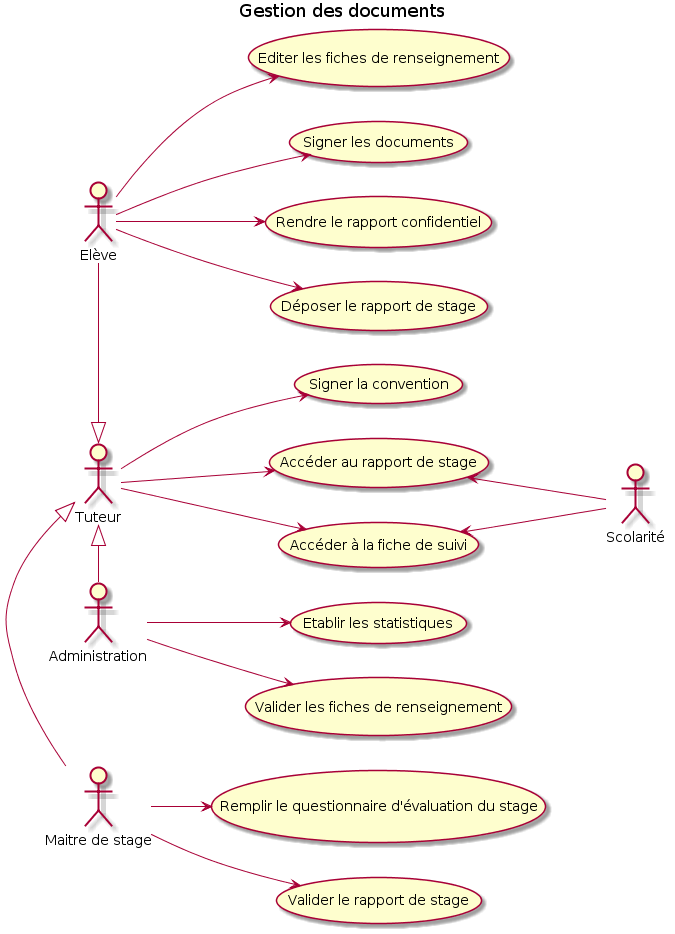 Gestion des documents
Editer les fiches de renseignement
Signer les documents
Rendre le rapport confidentiel
Elève
Déposer le rapport de stage
Signer la convention
Accéder au rapport de stage
Tuteur
Scolarité
Accéder à la fiche de suivi
Etablir les statistiques
Administration
Valider les fiches de renseignement
Remplir le questionnaire d'évaluation du stage
Maitre de stage
Valider le rapport de stage